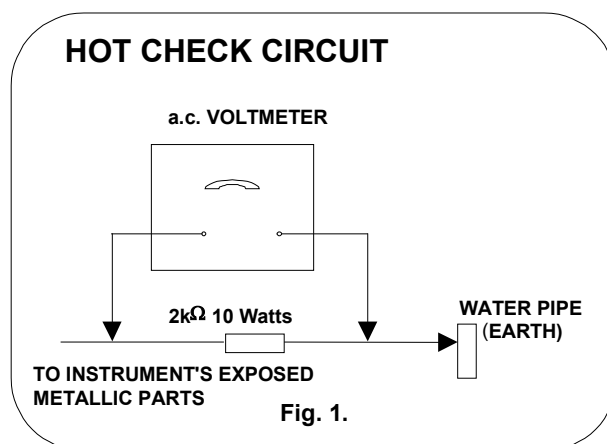 HOT CHECK CIRCUIT
a.c. VOLTMETER
2kΩ 10 Watts
WATER PIPE
(EARTH)
TO INSTRUMENT'S EXPOSED
METALLIC PARTS
Fig. 1.